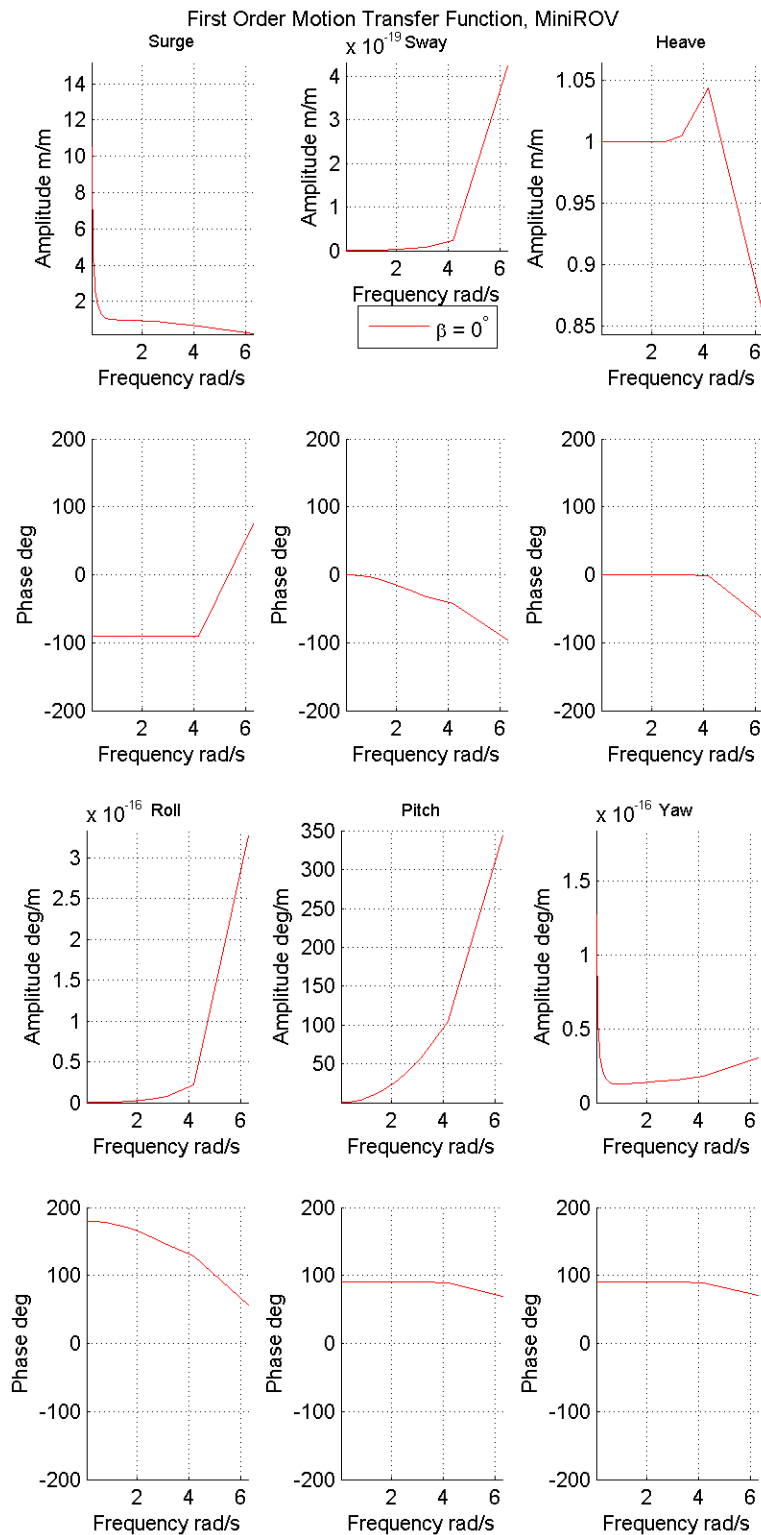 First Order Motion Transfer Function, MiniROV
Surge
x 10^-19 Sway
Heave
14
12
10
8
6
4
2
Amplitude m/m
2 4 6
Frequency rad/s
4
3
2
1
0
Amplitude m/m
2 4 6
Frequency rad/s
β = 0°
1.05
1
0.95
0.9
0.85
Amplitude m/m
2 4 6
Frequency rad/s
200
100
0
-100
-200
Phase deg
2 4 6
Frequency rad/s
200
100
0
-100
-200
Phase deg
2 4 6
Frequency rad/s
200
100
0
-100
-200
Phase deg
2 4 6
Frequency rad/s
x 10^-16 Roll
3
2.5
2
1.5
1
0.5
0
Amplitude deg/m
2 4 6
Frequency rad/s
Pitch
350
300
250
200
150
100
50
Amplitude deg/m
2 4 6
Frequency rad/s
x 10^-16 Yaw
1.5
1
0.5
0
Amplitude deg/m
2 4 6
Frequency rad/s
200
100
0
-100
-200
Phase deg
2 4 6
Frequency rad/s
200
100
0
-100
-200
Phase deg
2 4 6
Frequency rad/s
200
100
0
-100
-200
Phase deg
2 4 6
Frequency rad/s